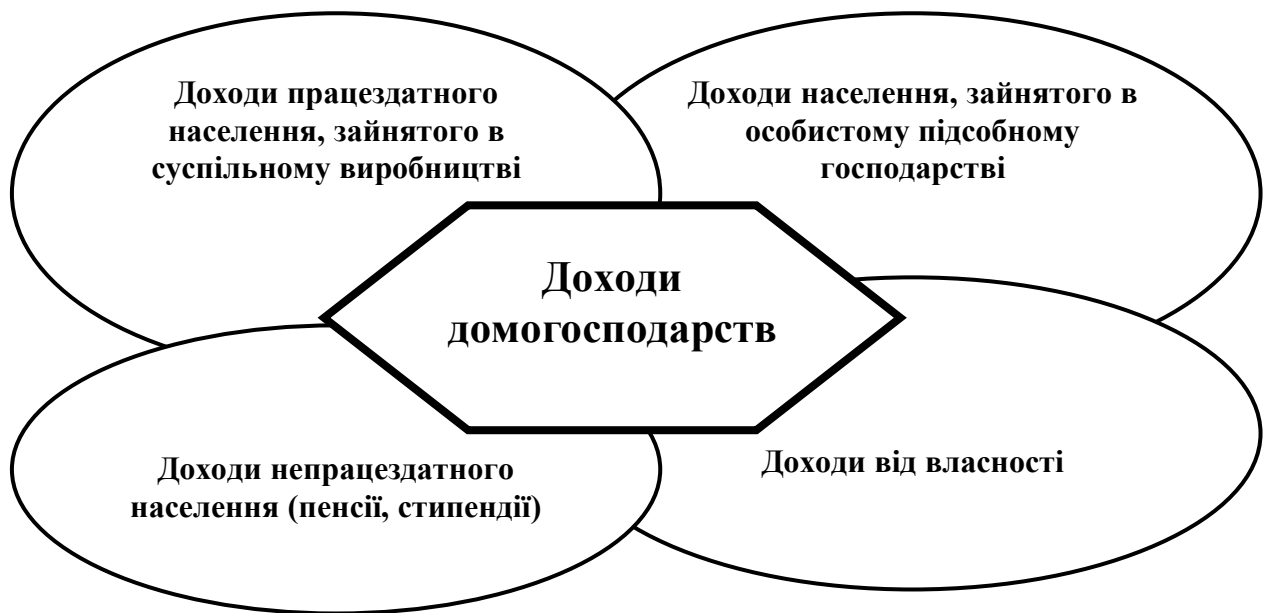 Доходи працездатного
населення, зайнятого в
суспільному виробництві
Доходи населення, зайнятого в
особистому підсобному
господарстві
Доходи
домогосподарств
Доходи непрацездатного
населення (пенсії, стипендії)
Доходи від власності